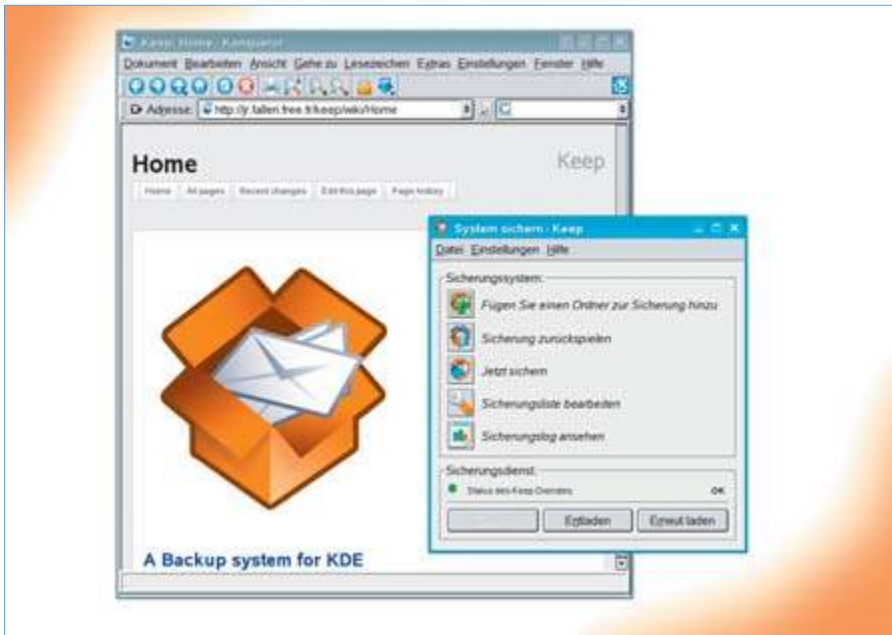 Keep: Home - Konqueror
Dokument Bearbeiten Ansicht Gehe zu Lesezeichen Extras Einstellungen Fenster Hilfe
Adresse: http://y.fallen.free.fr/keep/wiki/Home
Home
Keep
Home All pages Recent changes Edit this page Page history
System sichern - Keep
Datei Einstellungen Hilfe
Sicherungssystem:
Fügen Sie einen Ordner zur Sicherung hinzu
Sicherung zurückspielen
Jetzt sichern
Sicherungsliste bearbeiten
Sicherungslog ansehen
Sicherungsdienst:
Status des Keep-Dienstes OK
Entladen Erneut laden
A Backup system for KDE